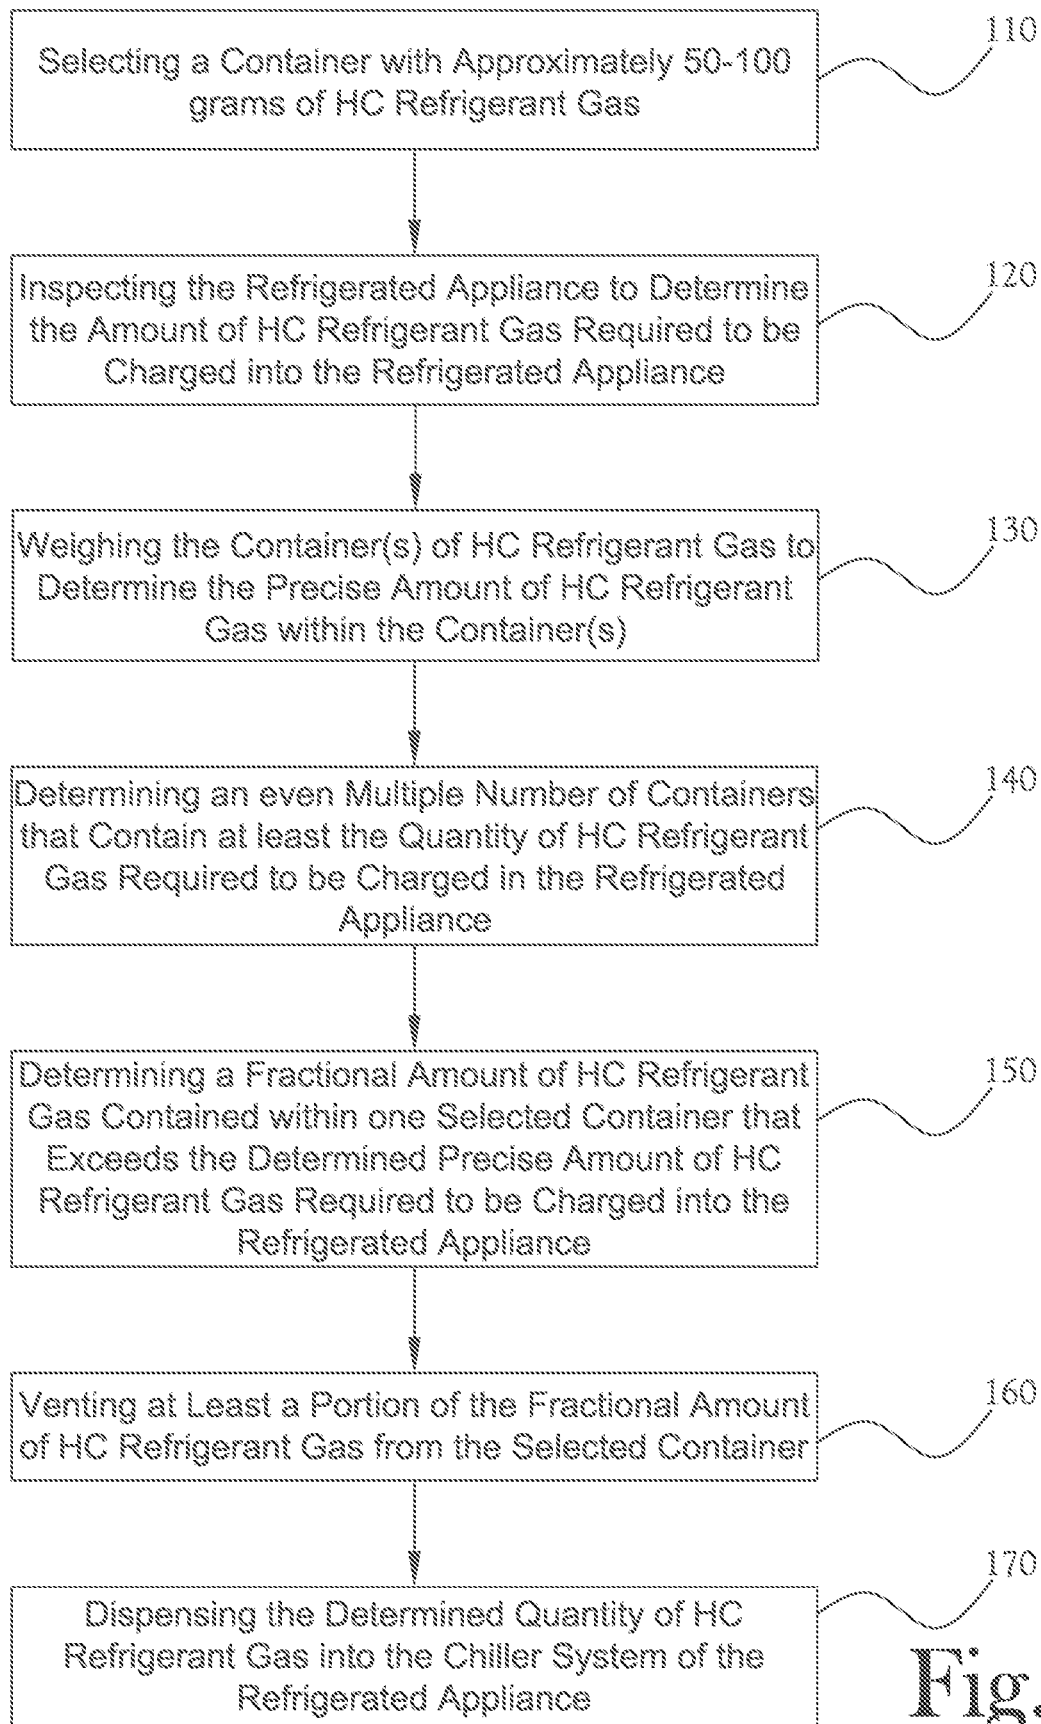 Selecting a Container with Approximately 50-100
grams of HC Refrigerant Gas
110
Inspecting the Refrigerated Appliance to Determine
the Amount of HC Refrigerant Gas Required to be
Charged into the Refrigerated Appliance
120
Weighing the Container(s) of HC Refrigerant Gas to
Determine the Precise Amount of HC Refrigerant
Gas within the Container(s)
130
Determining an even Multiple Number of Containers
that Contain at least the Quantity of HC Refrigerant
Gas Required to be Charged in the Refrigerated
Appliance
140
Determining a Fractional Amount of HC Refrigerant
Gas Contained within one Selected Container that
Exceeds the Determined Precise Amount of HC
Refrigerant Gas Required to be Charged into the
Refrigerated Appliance
150
Venting at Least a Portion of the Fractional Amount
of HC Refrigerant Gas from the Selected Container
160
Dispensing the Determined Quantity of HC
Refrigerant Gas into the Chiller System of the
Refrigerated Appliance
170
Fig.